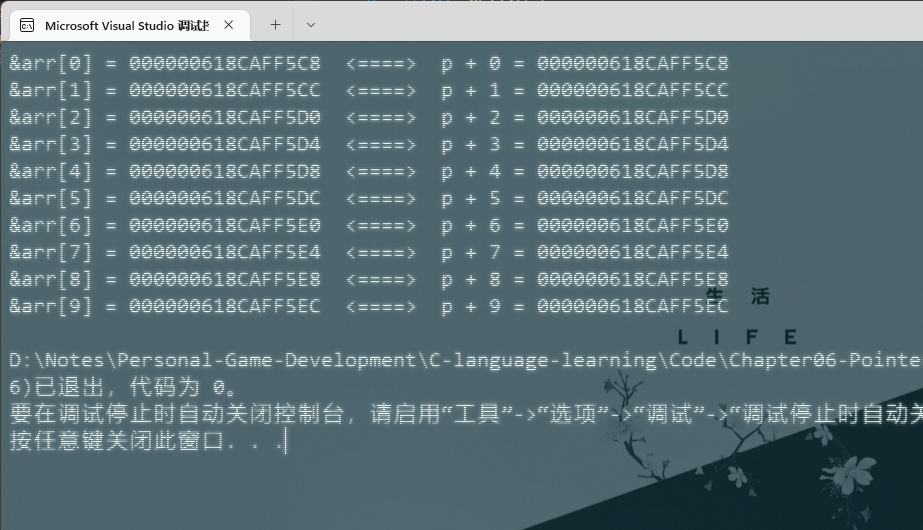 Microsoft Visual Studio 调试
&arr[0] = 000000618CAFF5C8  <====>  p + 0 = 000000618CAFF5C8
&arr[1] = 000000618CAFF5CC  <====>  p + 1 = 000000618CAFF5CC
&arr[2] = 000000618CAFF5D0  <====>  p + 2 = 000000618CAFF5D0
&arr[3] = 000000618CAFF5D4  <====>  p + 3 = 000000618CAFF5D4
&arr[4] = 000000618CAFF5D8  <====>  p + 4 = 000000618CAFF5D8
&arr[5] = 000000618CAFF5DC  <====>  p + 5 = 000000618CAFF5DC
&arr[6] = 000000618CAFF5E0  <====>  p + 6 = 000000618CAFF5E0
&arr[7] = 000000618CAFF5E4  <====>  p + 7 = 000000618CAFF5E4
&arr[8] = 000000618CAFF5E8  <====>  p + 8 = 000000618CAFF5E8
&arr[9] = 000000618CAFF5EC  <====>  p + 9 = 000000618CAFF5EC
生 活
LIFE
D:\Notes\Personal-Game-Development\C-language-learning\Code\Chapter06-Pointe
6)已退出，代码为 0。
要在调试停止时自动关闭控制台，请启用“工具”->“选项”->“调试”->“调试停止时自动关
按任意键关闭此窗口. . .